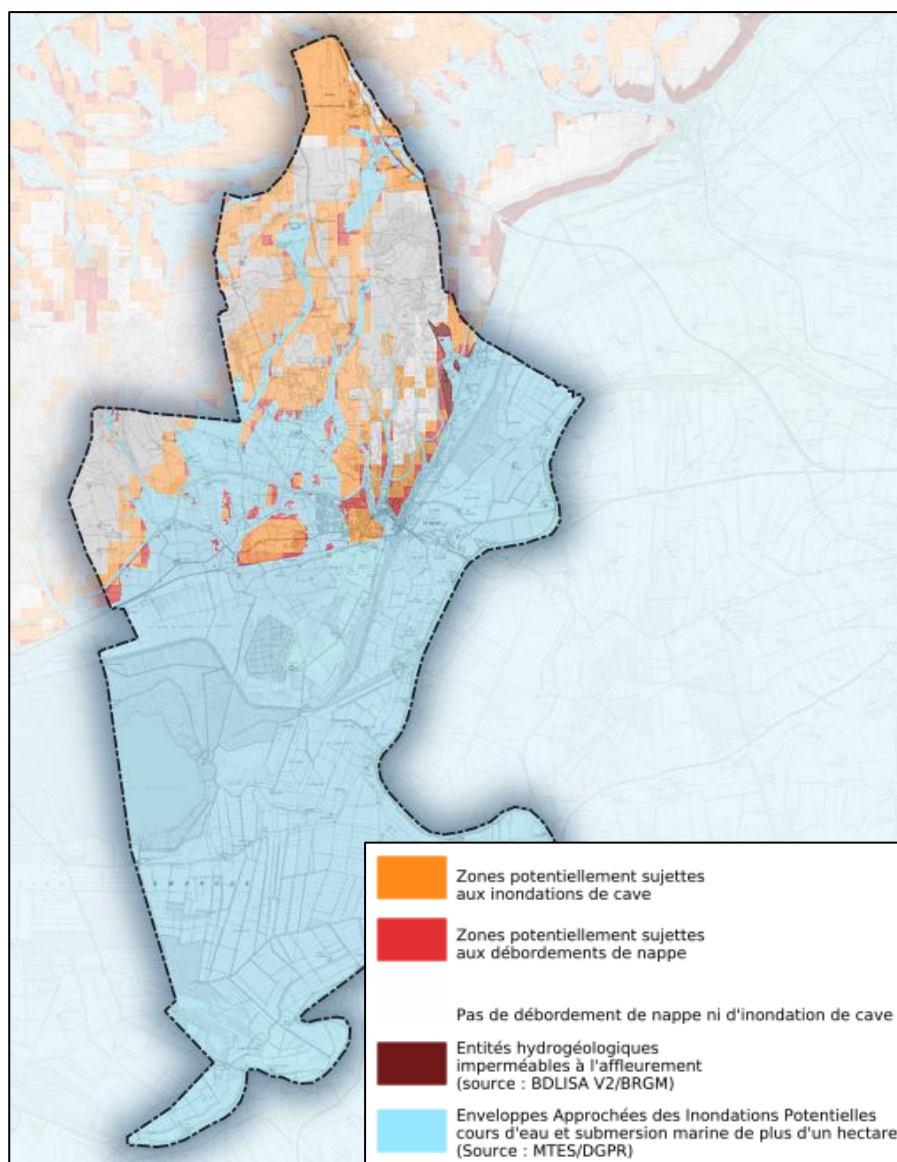 Zones potentiellement sujettes
aux inondations de cave
Zones potentiellement sujettes
aux débordements de nappe
Pas de débordement de nappe ni d'inondation de cave
Entités hydrogéologiques
imperméables à l'affleurement
(source : BDLISA V2/BRGM)
Enveloppes Approchées des Inondations Potentielles
cours d'eau et submersion marine de plus d'un hectare
(Source : MTES/DGPR)